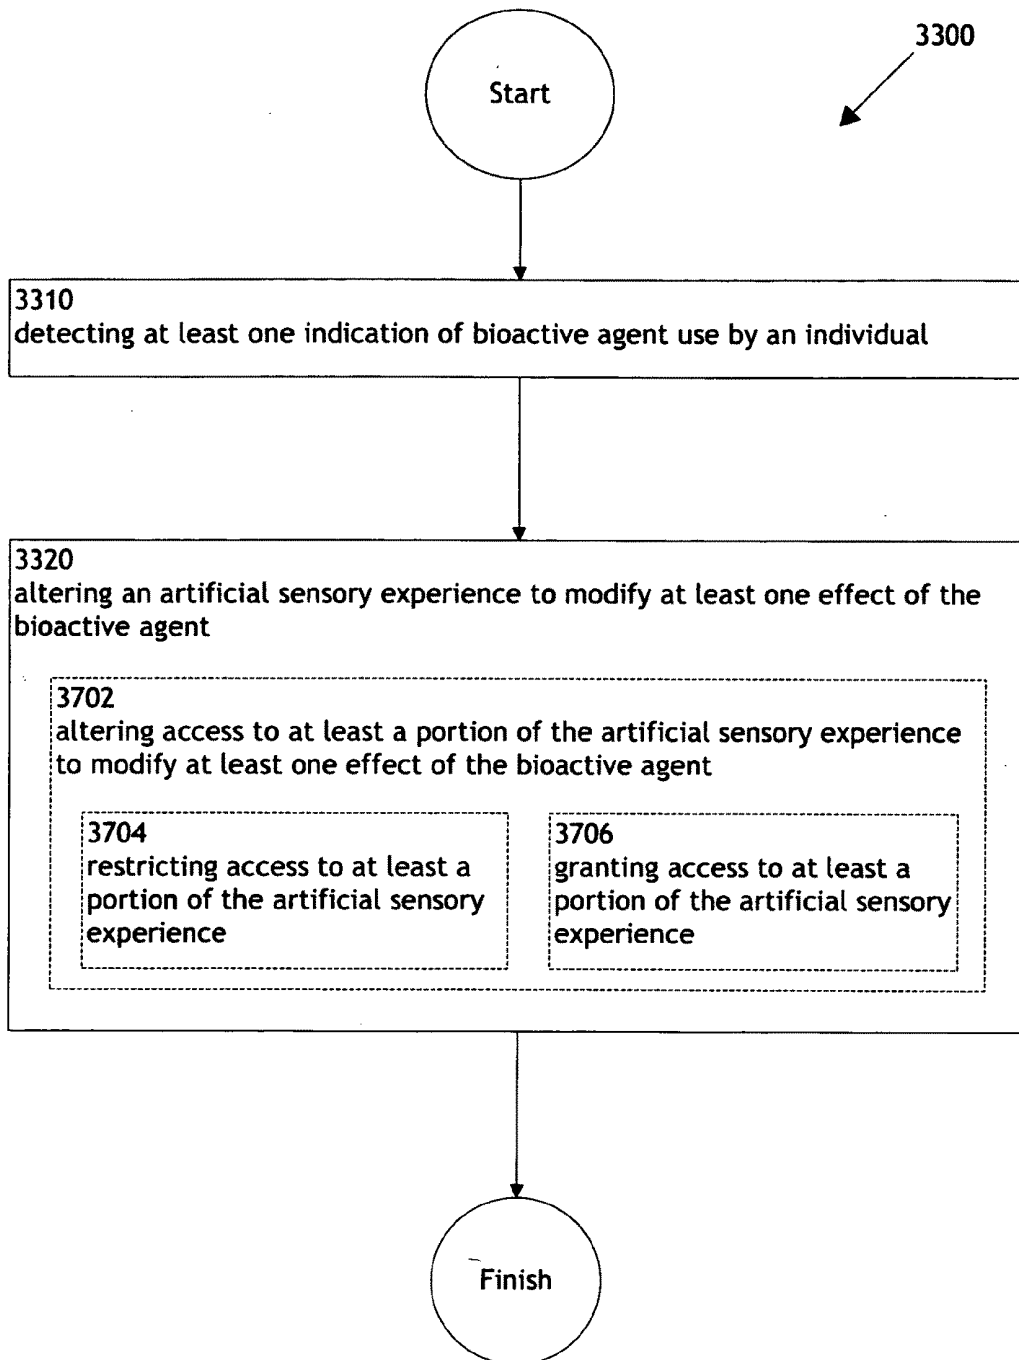 3300
Start
3310
detecting at least one indication of bioactive agent use by an individual
3320
altering an artificial sensory experience to modify at least one effect of the
bioactive agent
3702
altering access to at least a portion of the artificial sensory experience
to modify at least one effect of the bioactive agent
3704
restricting access to at least a
portion of the artificial sensory
experience
3706
granting access to at least a
portion of the artificial sensory
experience
Finish